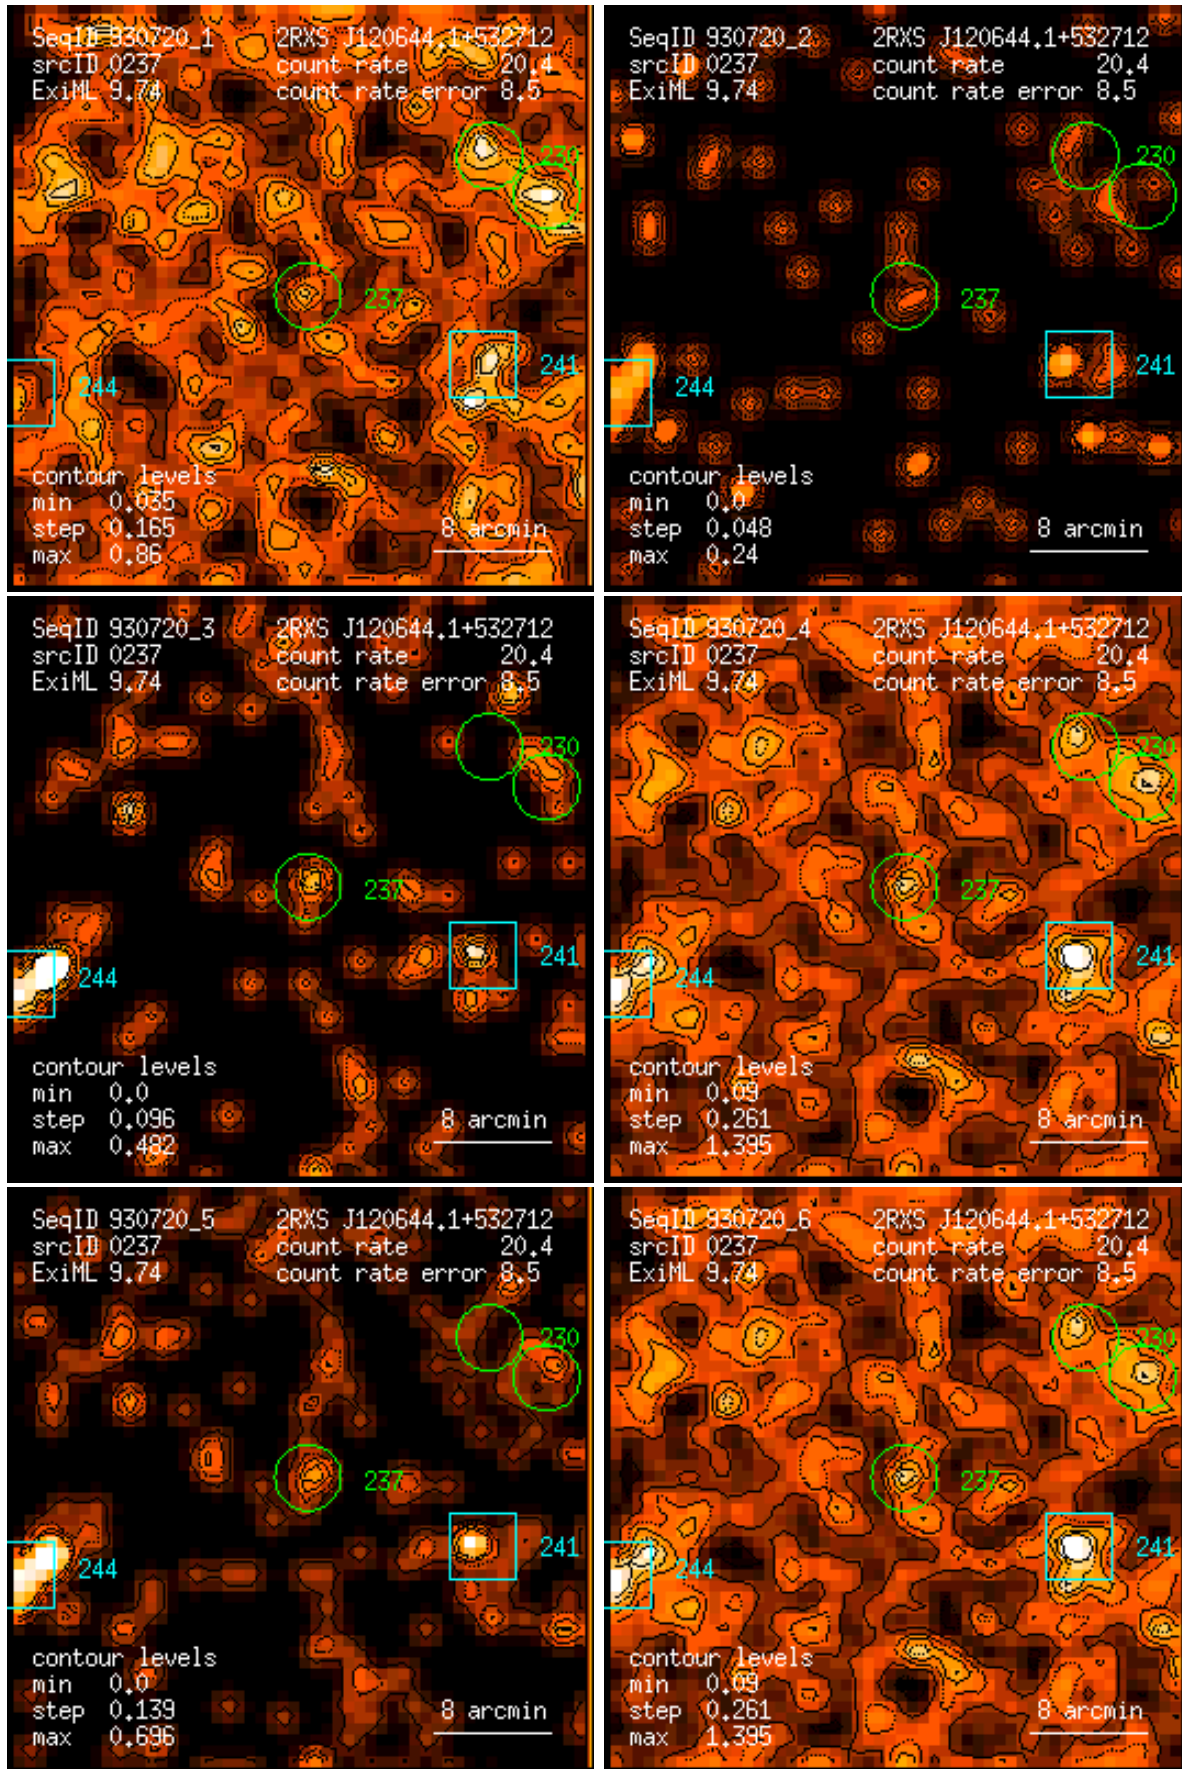 SeqID 930720_1 2RXS J120644.1+532712
srcID 0237 count rate 20.4
ExiML 9.74 count rate error 8.5
230
237
241
244
contour levels
min 0.035
step 0.165
max 0.86
8 arcmin
SeqID 930720_2 2RXS J120644.1+532712
srcID 0237 count rate 20.4
ExiML 9.74 count rate error 8.5
230
237
241
244
contour levels
min 0.0
step 0.048
max 0.24
8 arcmin
SeqID 930720_3 2RXS J120644.1+532712
srcID 0237 count rate 20.4
ExiML 9.74 count rate error 8.5
230
237
241
244
contour levels
min 0.0
step 0.096
max 0.482
8 arcmin
SeqID 930720_4 2RXS J120644.1+532712
srcID 0237 count rate 20.4
ExiML 9.74 count rate error 8.5
230
237
241
244
contour levels
min 0.09
step 0.261
max 1.395
8 arcmin
SeqID 930720_5 2RXS J120644.1+532712
srcID 0237 count rate 20.4
ExiML 9.74 count rate error 8.5
230
237
241
244
contour levels
min 0.0
step 0.139
max 0.696
8 arcmin
SeqID 930720_6 2RXS J120644.1+532712
srcID 0237 count rate 20.4
ExiML 9.74 count rate error 8.5
230
237
241
244
contour levels
min 0.09
step 0.261
max 1.395
8 arcmin